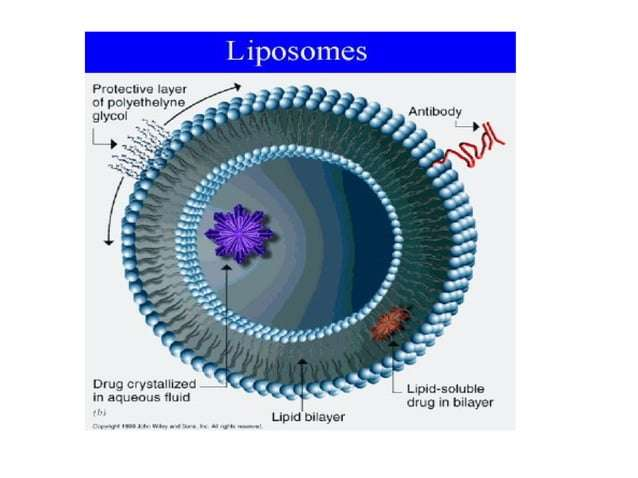 Liposomes
Protective layer
of polyethelyne
glycol
Antibody
Drug crystallized
in aqueous fluid
Lipid-soluble
drug in bilayer
Lipid bilayer
(b)
Copyright 1999 John Wiley and Sons, Inc. All rights reserved.